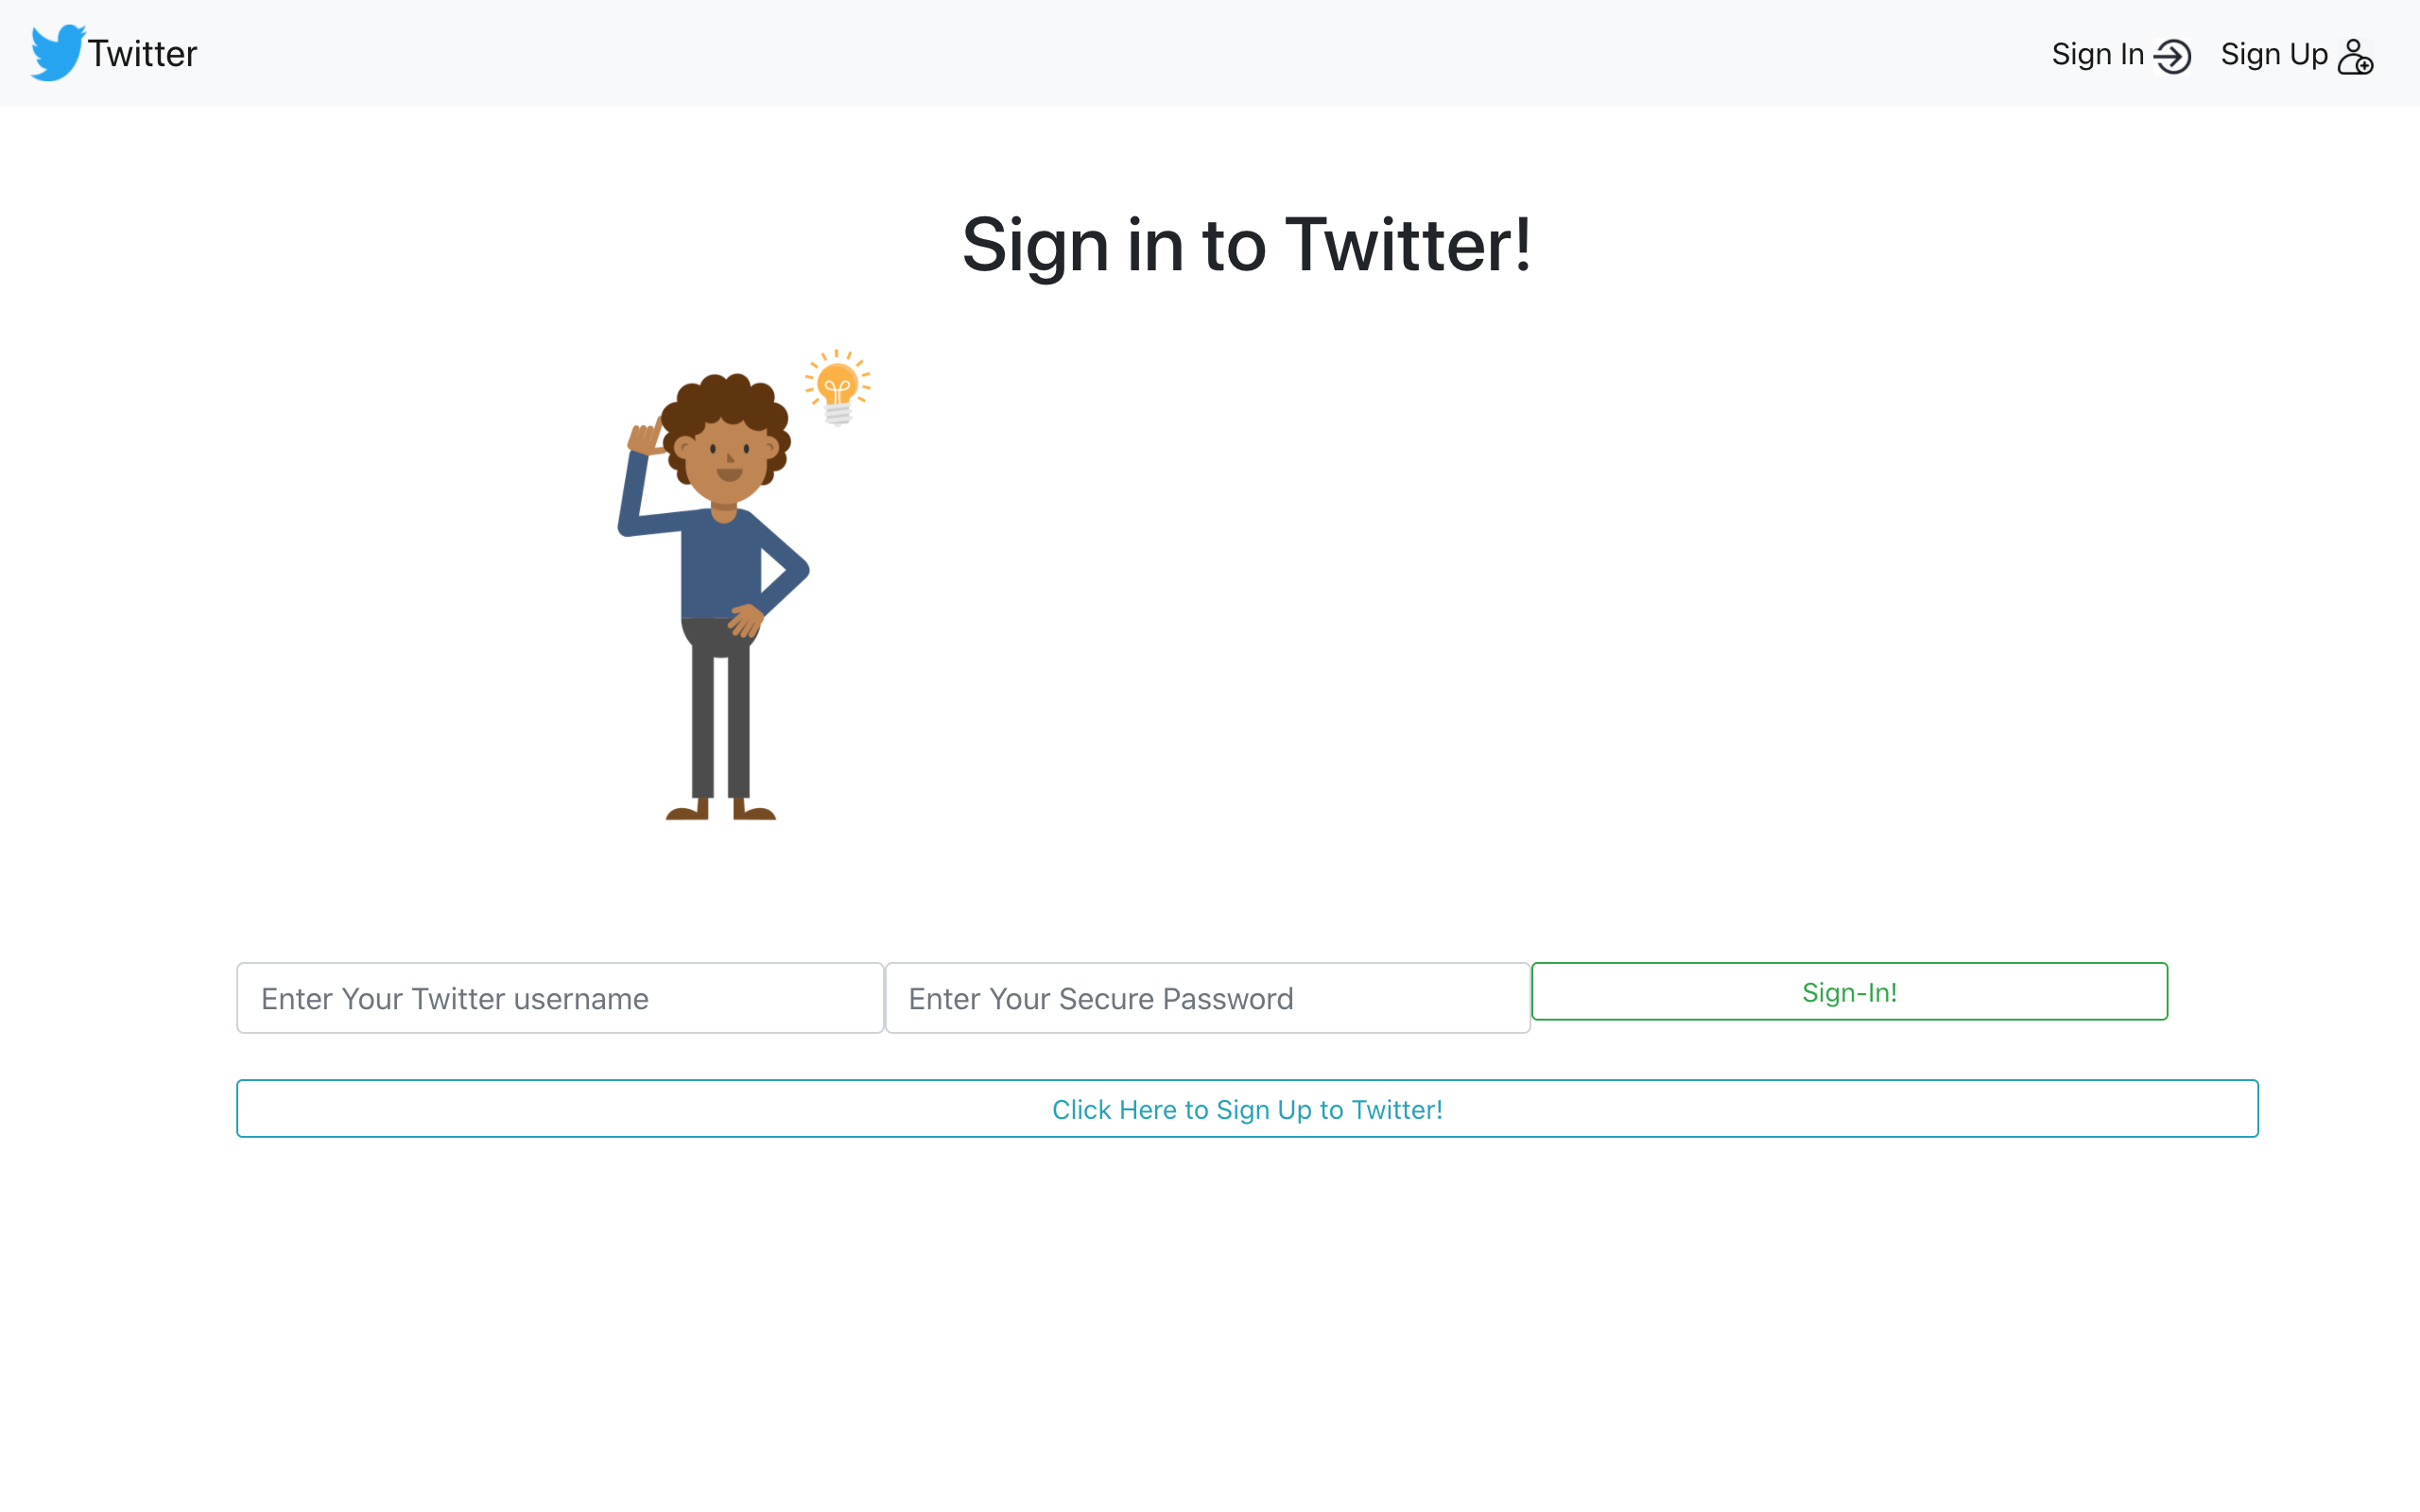 Twitter
Sign In
Sign Up
Sign in to Twitter!
Enter Your Twitter username
Enter Your Secure Password
Sign-In!
Click Here to Sign Up to Twitter!